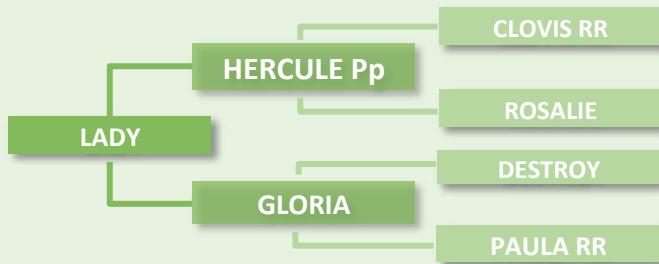 CLOVIS RR
HERCULE Pp
ROSALIE
LADY
DESTROY
GLORIA
PAULA RR